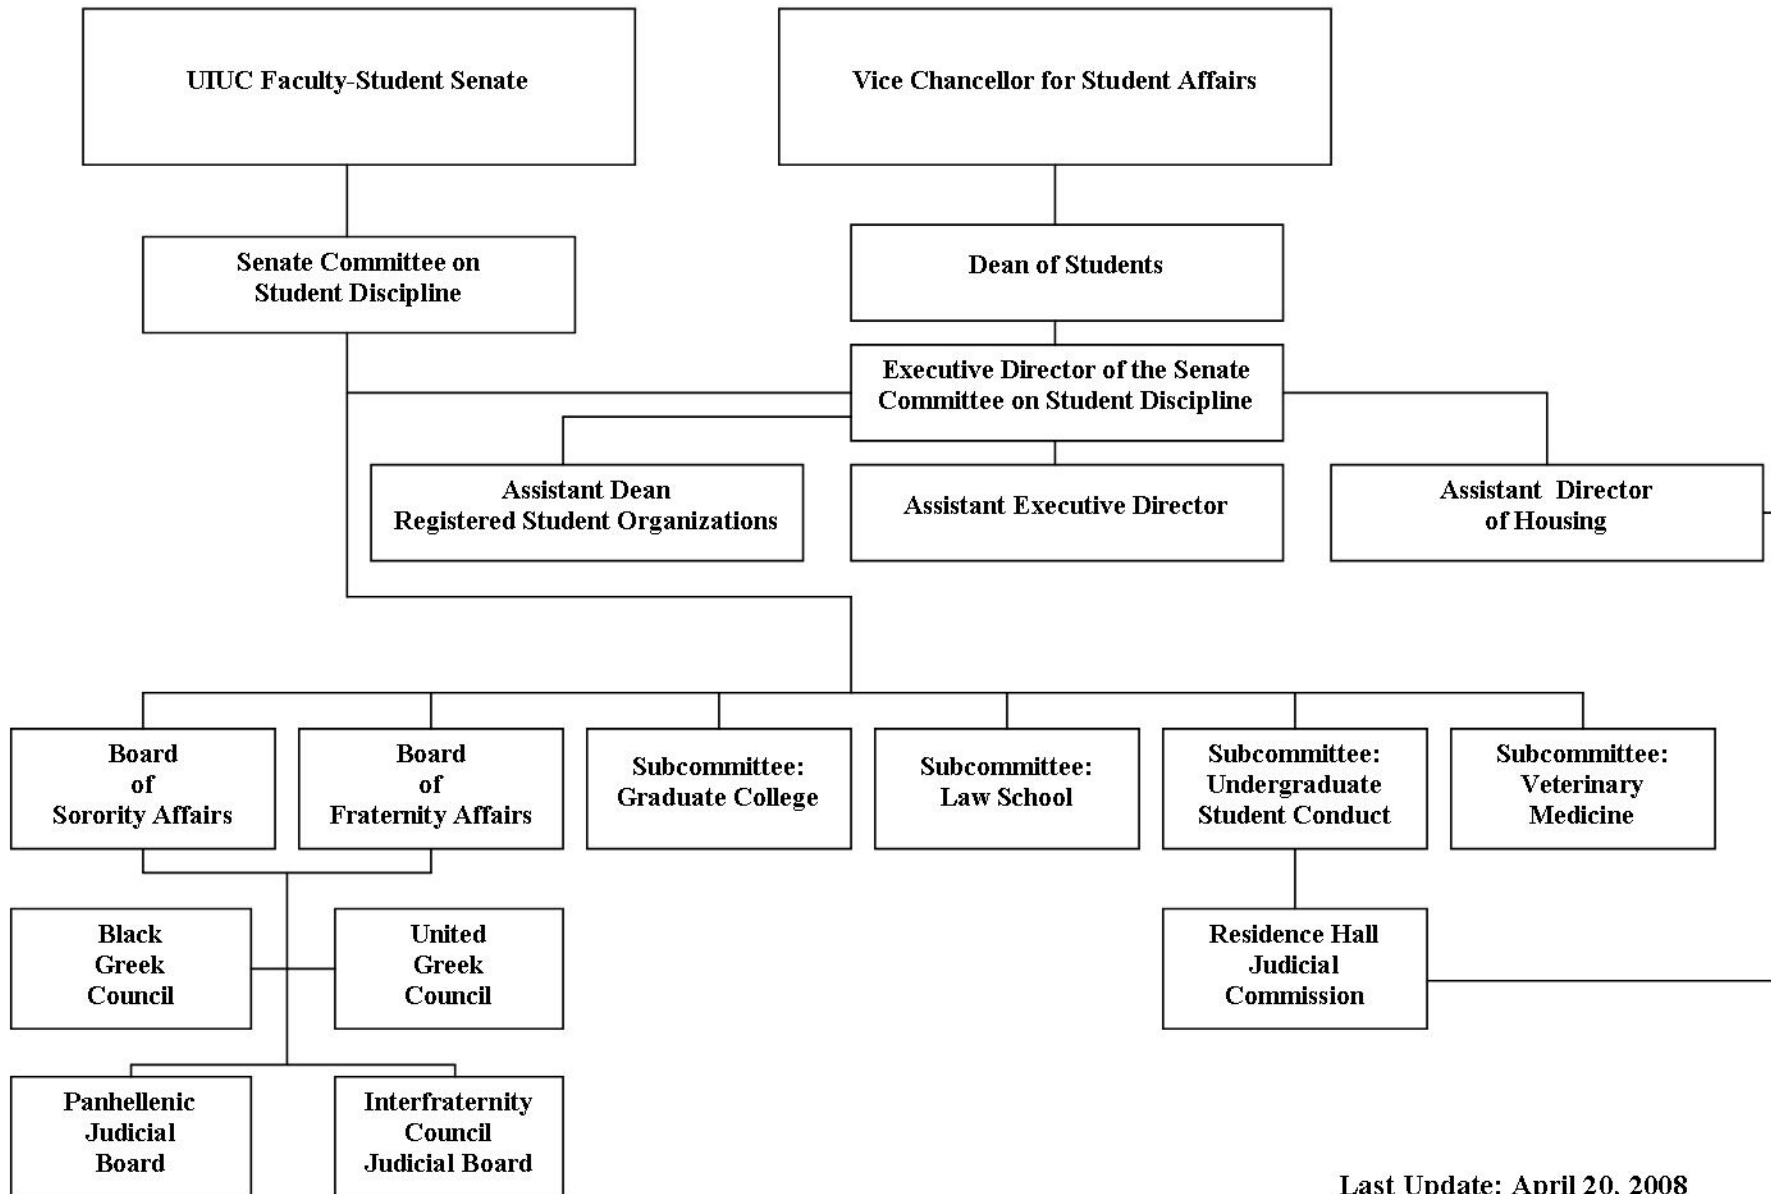 UIUC Faculty-Student Senate
Vice Chancellor for Student Affairs
Senate Committee on
Student Discipline
Dean of Students
Executive Director of the Senate
Committee on Student Discipline
Assistant Dean
Registered Student Organizations
Assistant Executive Director
Assistant Director
of Housing
Board
of
Sorority Affairs
Board
of
Fraternity Affairs
Subcommittee:
Graduate College
Subcommittee:
Law School
Subcommittee:
Undergraduate
Student Conduct
Subcommittee:
Veterinary
Medicine
Black
Greek
Council
United
Greek
Council
Residence Hall
Judicial
Commission
Panhellenic
Judicial
Board
Interfraternity
Council
Judicial Board
Last Update: April 20, 2008